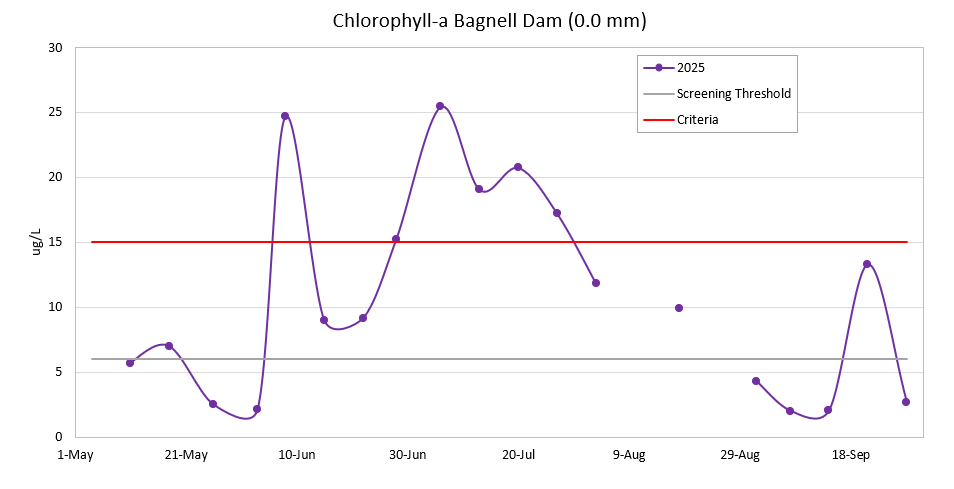 Chlorophyll-a Bagnell Dam (0.0 mm)
30
25
20
15
10
5
0
ug/L
2025
Screening Threshold
Criteria
1-May 21-May 10-Jun 30-Jun 20-Jul 9-Aug 29-Aug 18-Sep